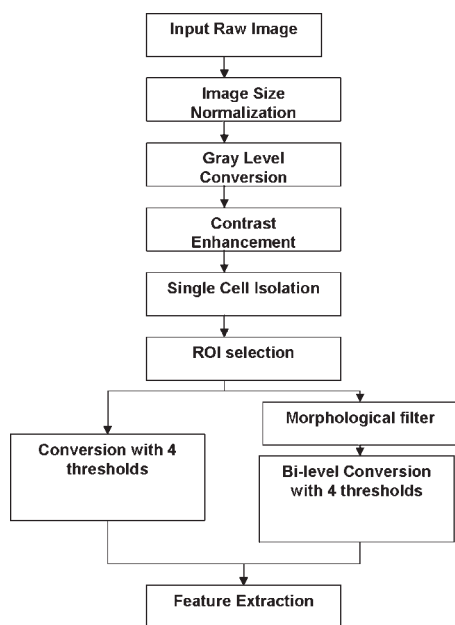 Input Raw Image
Image Size
Normalization
Gray Level
Conversion
Contrast
Enhancement
Single Cell Isolation
ROI selection
Conversion with 4
thresholds
Morphological filter
Bi-level Conversion
with 4 thresholds
Feature Extraction